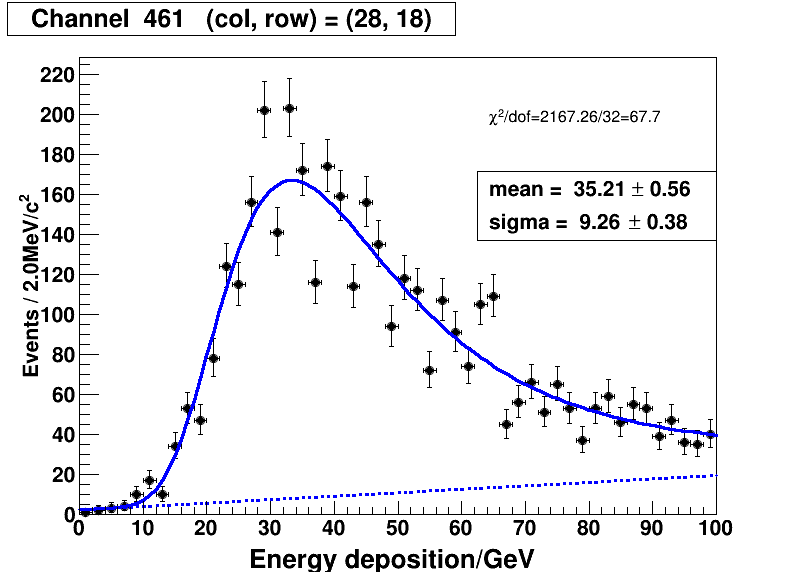 Channel 461 (col, row) = (28, 18)
χ²/dof=2167.26/32=67.7
mean = 35.21 ± 0.56
sigma = 9.26 ± 0.38
Events / 2.0MeV/c²
220
200
180
160
140
120
100
80
60
40
20
0
0 10 20 30 40 50 60 70 80 90 100
Energy deposition/GeV